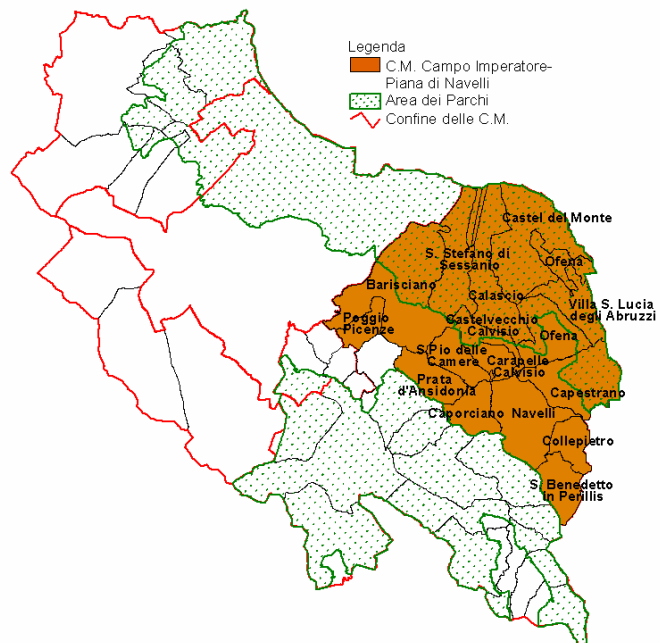 Legenda
C.M. Campo Imperatore-
Piana di Navelli
Area dei Parchi
Confine delle C.M.
Castel del Monte
S. Stefano di
Sessanio
Ofena
Barisciano
Calascio
Villa S. Lucia
degli Abruzzi
Poggio
Picenze
Castelvecchio
Calvisio
Ofena
S.Pio delle
Camere
Carapello
Calvisio
Prata
d'Ansidonia
Capestrano
Caporciano
Navelli
Collepietro
S. Benedetto
In Perillis